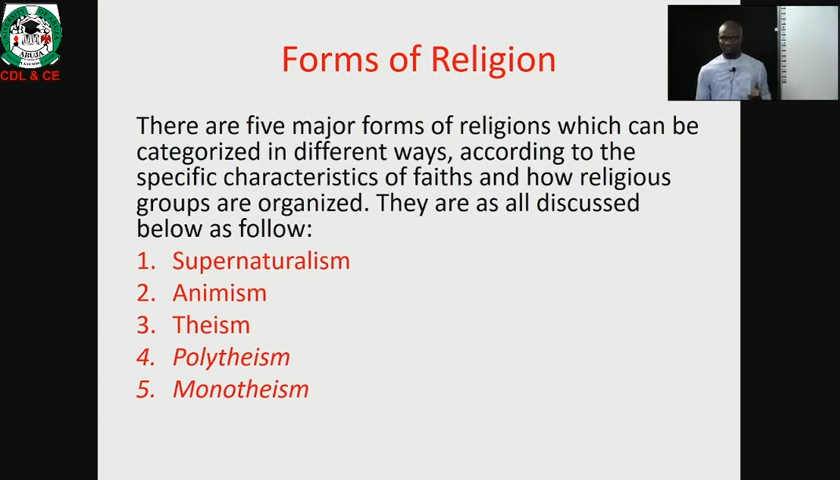 ABUJA
CDL & CE
Forms of Religion
There are five major forms of religions which can be
categorized in different ways, according to the
specific characteristics of faiths and how religious
groups are organized. They are as all discussed
below as follow:
1. Supernaturalism
2. Animism
3. Theism
4. Polytheism
5. Monotheism